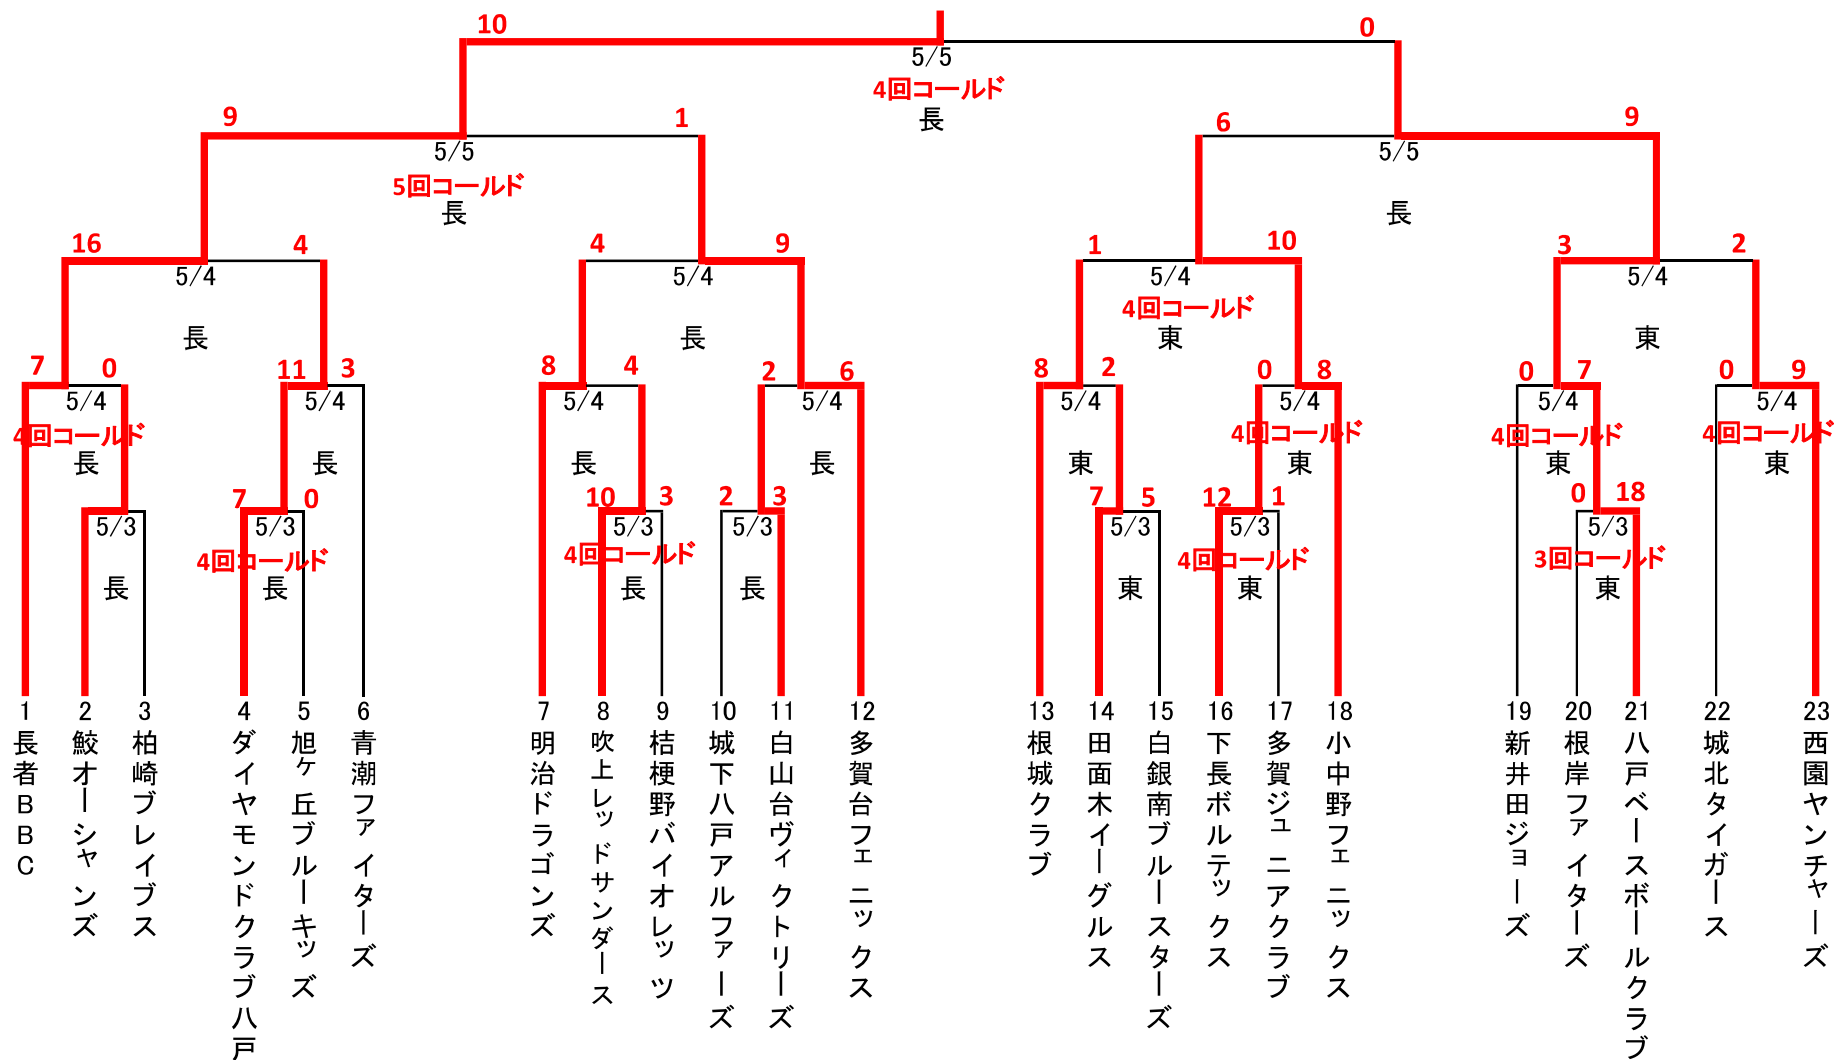 10
0
5/5
4回コールド
長
9
1
6
9
5/5
5/5
5回コールド
長
長
16
4
4
9
1
10
3
2
5/4
5/4
5/4
5/4
4回コールド
長
長
東
東
7
0
11
3
8
4
2
6
8
2
0
8
0
7
0
9
5/4
5/4
5/4
5/4
5/4
5/4
5/4
5/4
4回コールド
4回コールド
4回コールド
4回コールド
長
長
長
長
東
東
東
東
7
0
10
3
2
3
7
5
12
1
0
18
5/3
5/3
5/3
5/3
5/3
5/3
5/3
4回コールド
4回コールド
4回コールド
3回コールド
長
長
長
長
東
東
東
1
長者BBC
2
鮫オーシャンズ
3
柏崎ブレイブス
4
ダイヤモンドクラブ八戸
5
旭ヶ丘ブルーキッズ
6
青潮ファイターズ
7
明治ドラゴンズ
8
吹上レッドサンダース
9
桔梗野バイオレッツ
10
城下八戸アルファーズ
11
白山台ヴィクトリーズ
12
多賀台フェニックス
13
根城クラブ
14
田面木イーグルス
15
白銀南ブルースターズ
16
下長ボルテックス
17
多賀ジュニアクラブ
18
小中野フェニックス
19
新井田ジョーズ
20
根岸ファイターズ
21
八戸ベースボールクラブ
22
城北タイガース
23
西園ヤンチャーズ